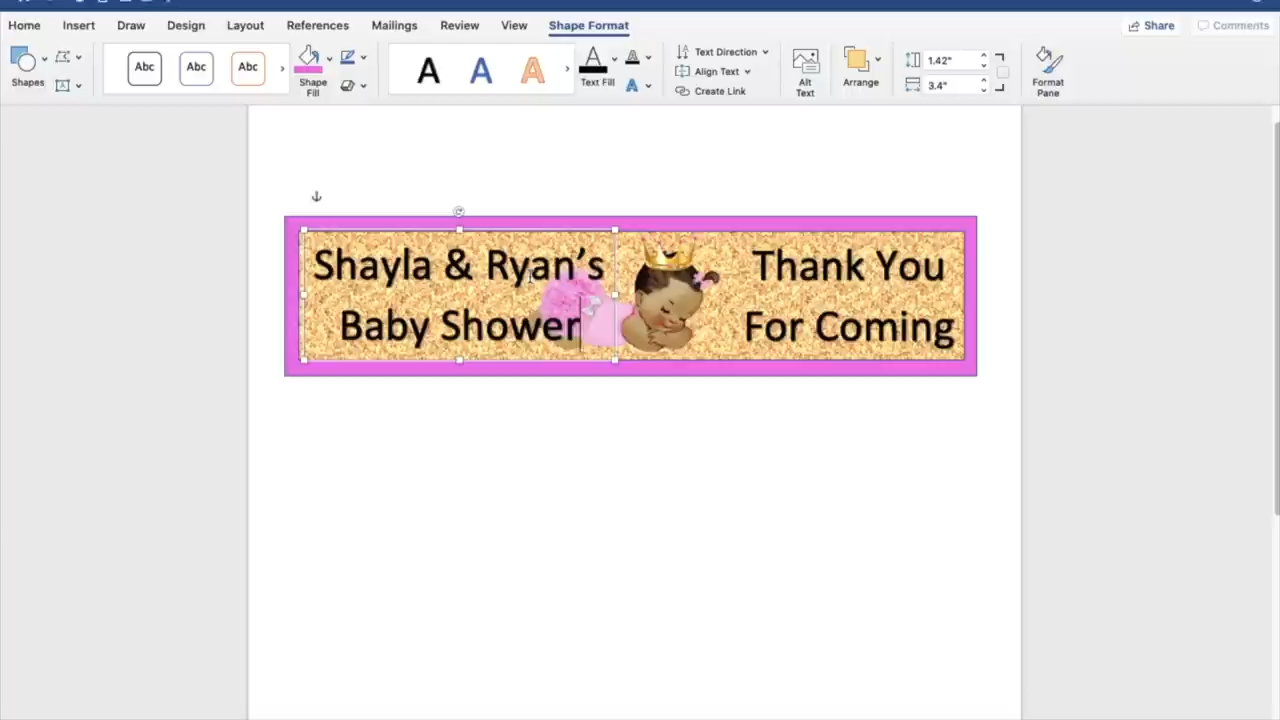 Home Insert Draw Design Layout References Mailings Review View Shape Format Share Comments
Abc Abc Abc A A A A A A Text Direction 1.42"
Align Text 3.4"
Shapes Shape Fill Text Fill Create Link Alt Text Arrange Format Pane
Shayla & Ryan's Thank You
Baby Shower For Coming